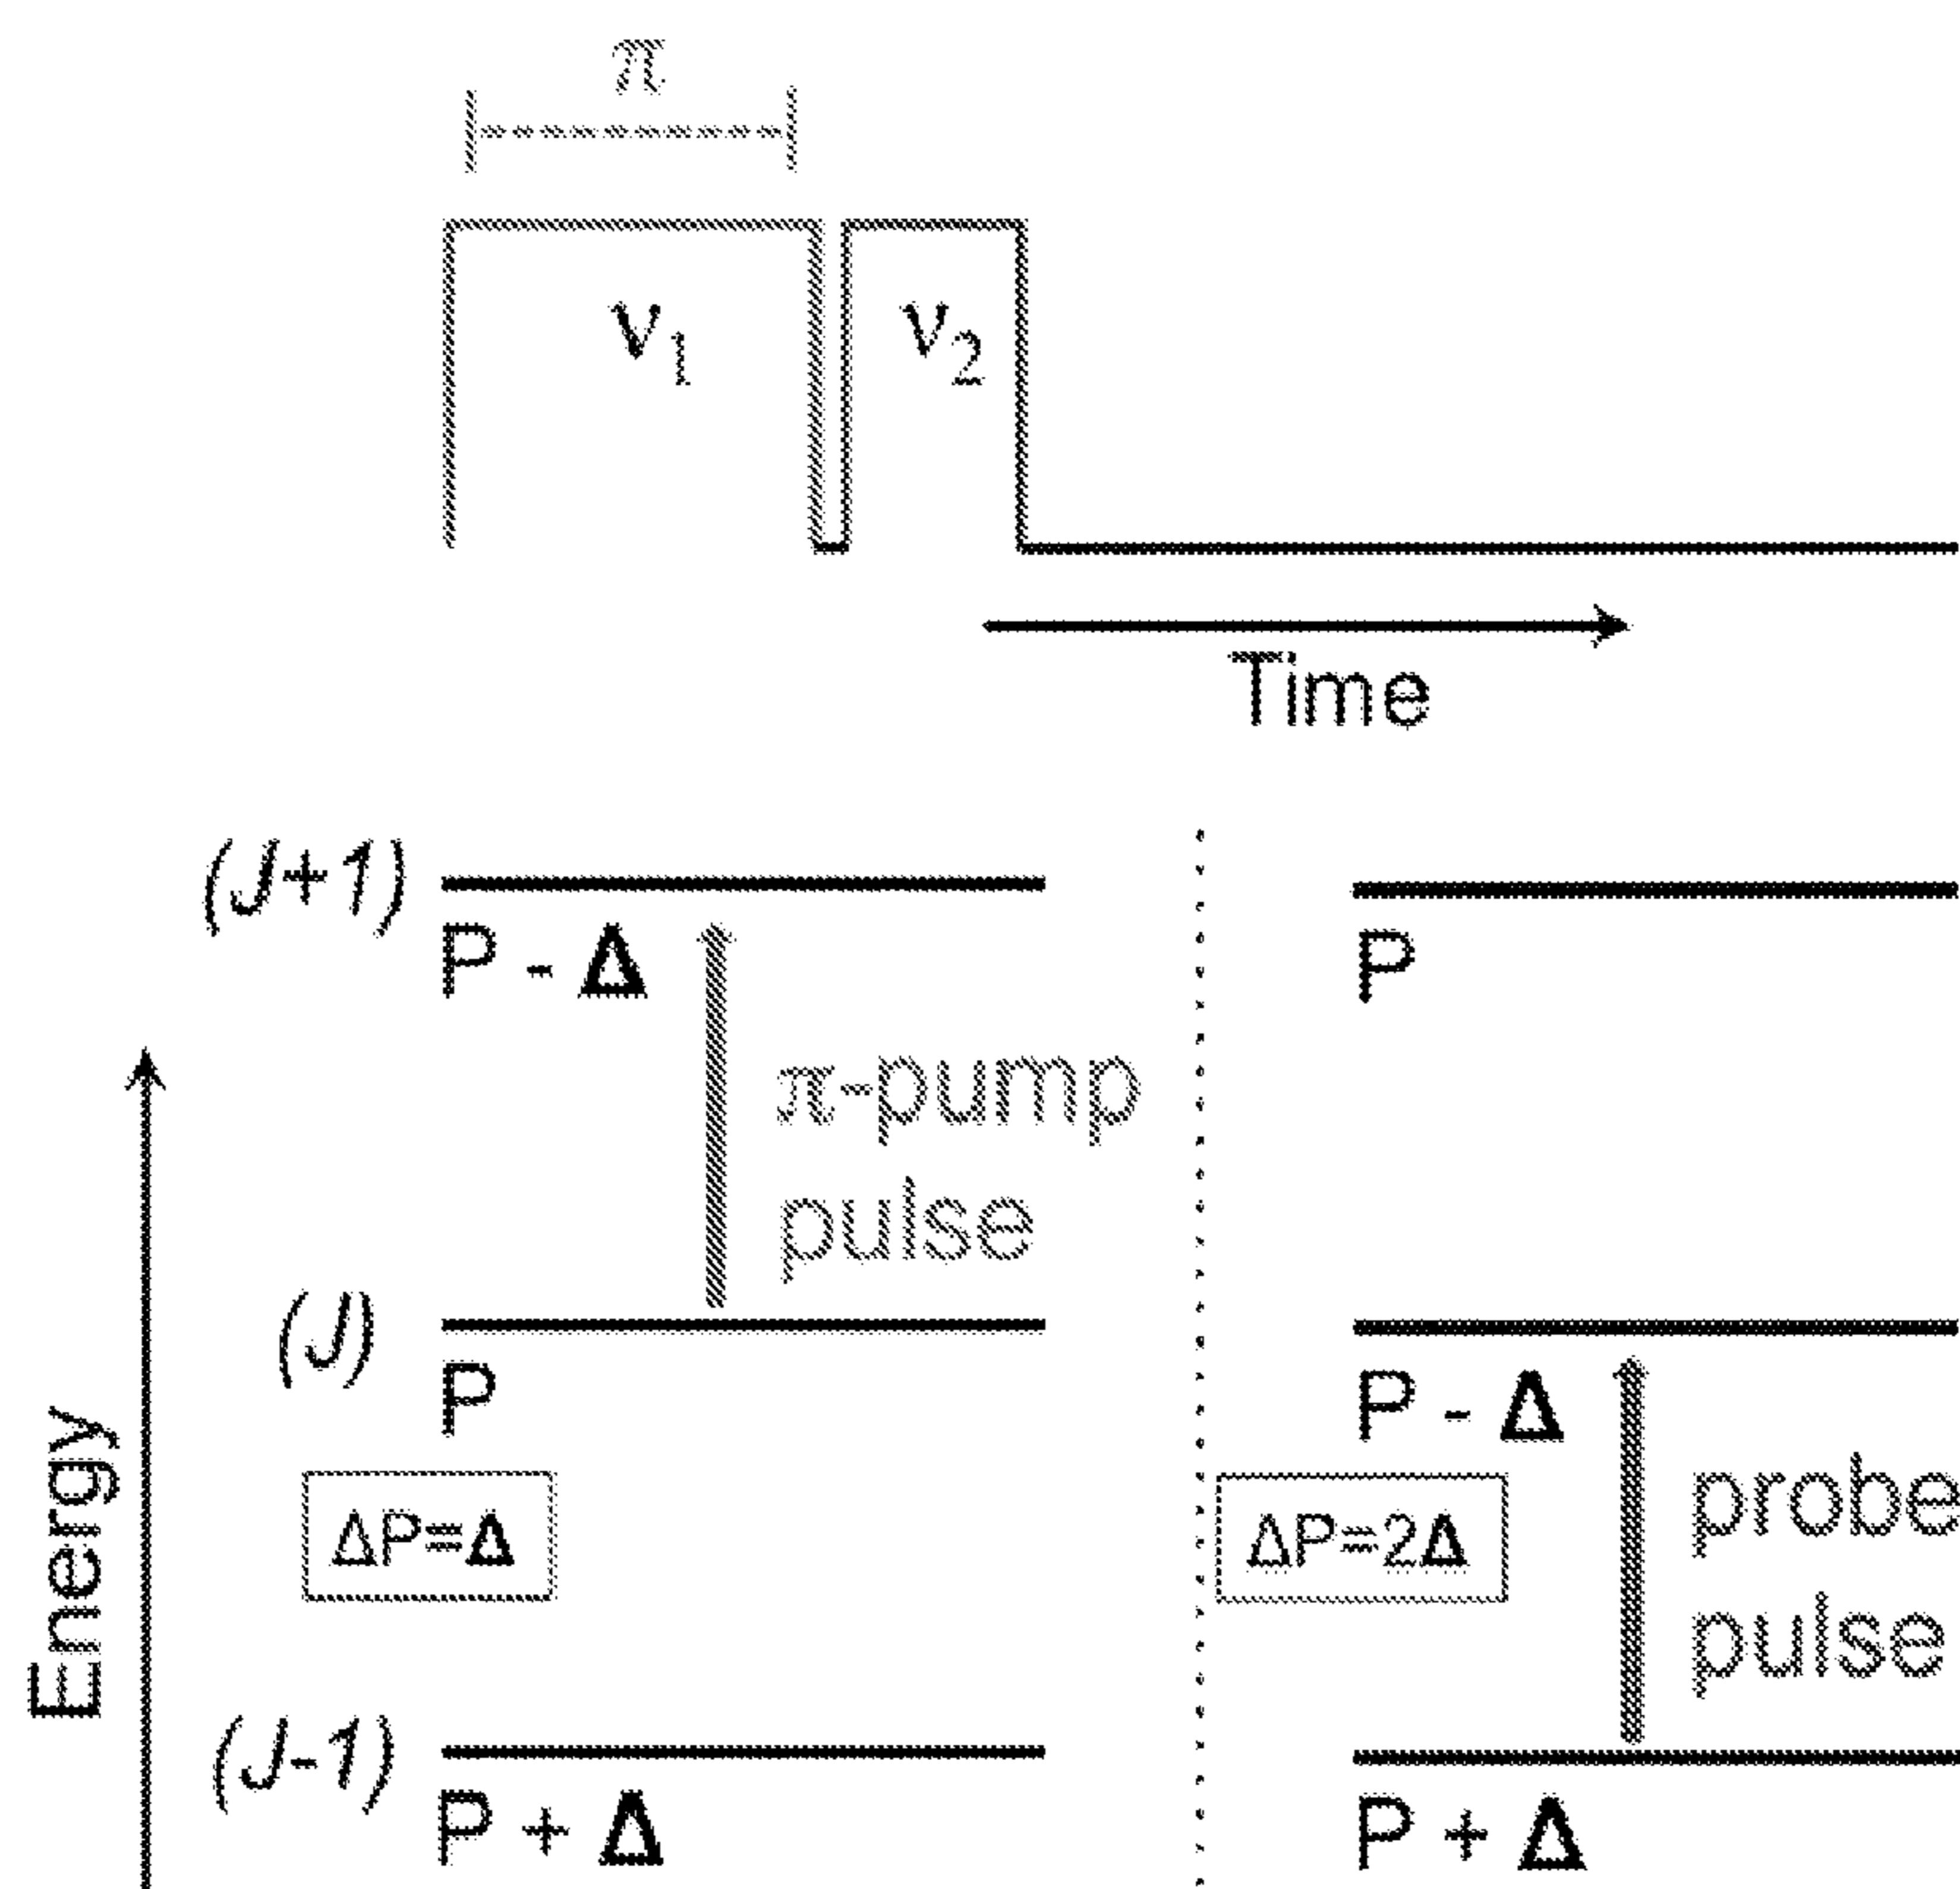 π
ν1 ν2
Time
(J+1)
P - Δ
P
π-pump
pulse
(J)
P
P - Δ
ΔP=Δ
ΔP=2Δ
probe
pulse
Energy
(J-1)
P + Δ
P + Δ